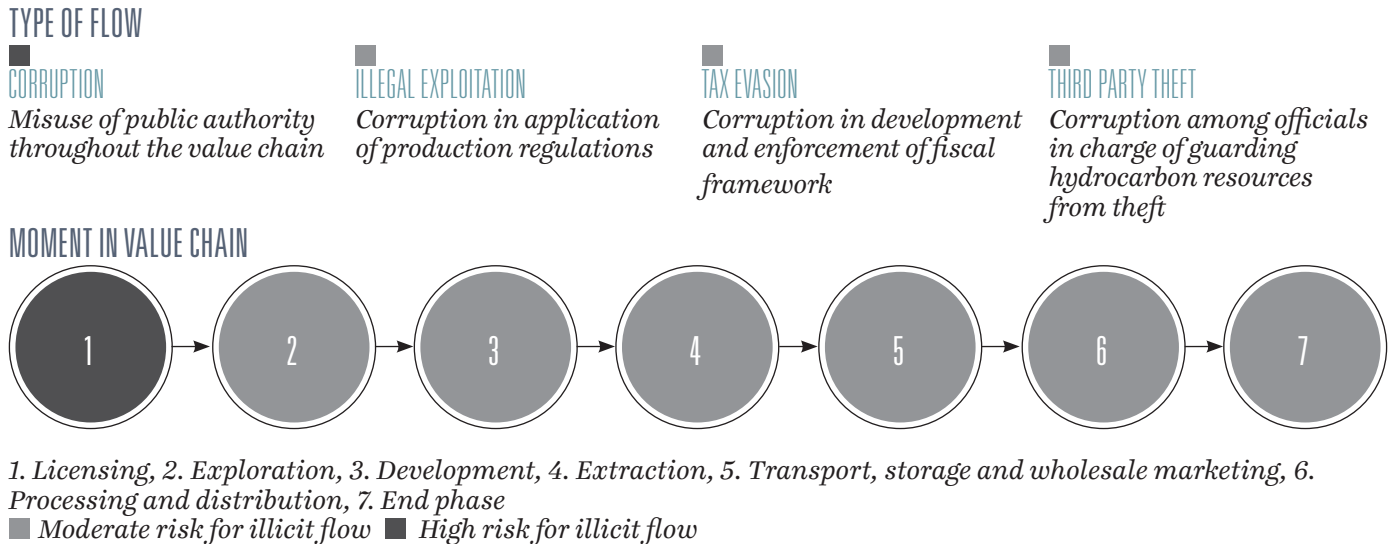 TYPE OF FLOW
CORRUPTION
Misuse of public authority
throughout the value chain
ILLEGAL EXPLOITATION
Corruption in application
of production regulations
TAX EVASION
Corruption in development
and enforcement of fiscal
framework
THIRD PARTY THEFT
Corruption among officials
in charge of guarding
hydrocarbon resources
from theft
MOMENT IN VALUE CHAIN
1
2
3
4
5
6
7
1. Licensing, 2. Exploration, 3. Development, 4. Extraction, 5. Transport, storage and wholesale marketing, 6.
Processing and distribution, 7. End phase
Moderate risk for illicit flow High risk for illicit flow